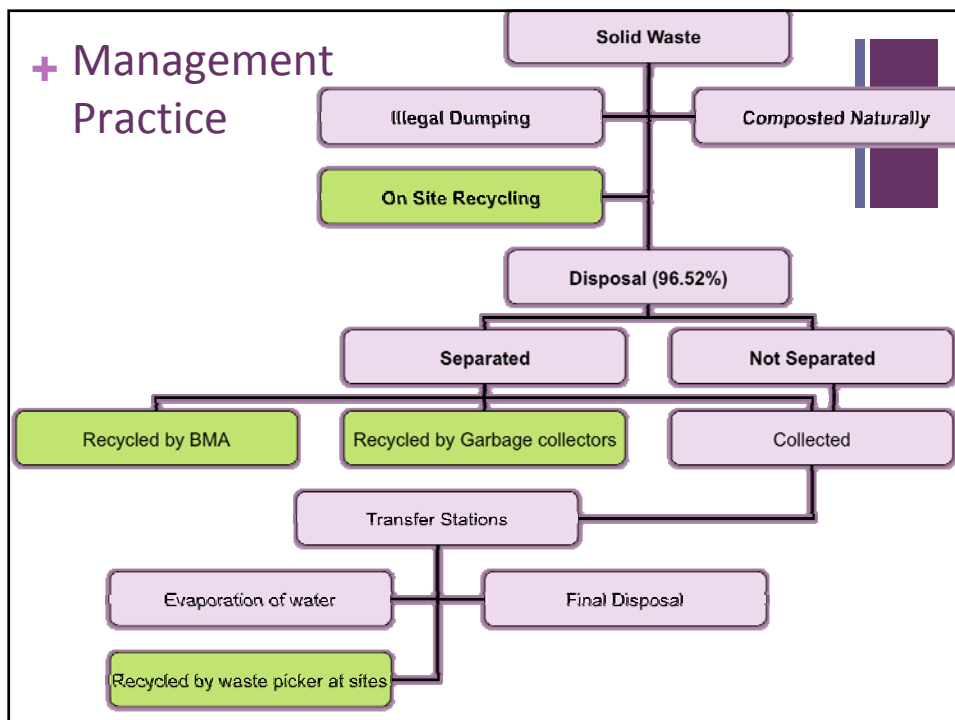 + Management
Practice
Solid Waste
Illegal Dumping
Composted Naturally
On Site Recycling
Disposal (96.52%)
Separated
Not Separated
Recycled by BMA
Recycled by Garbage collectors
Collected
Transfer Stations
Evaporation of water
Final Disposal
Recycled by waste picker at sites